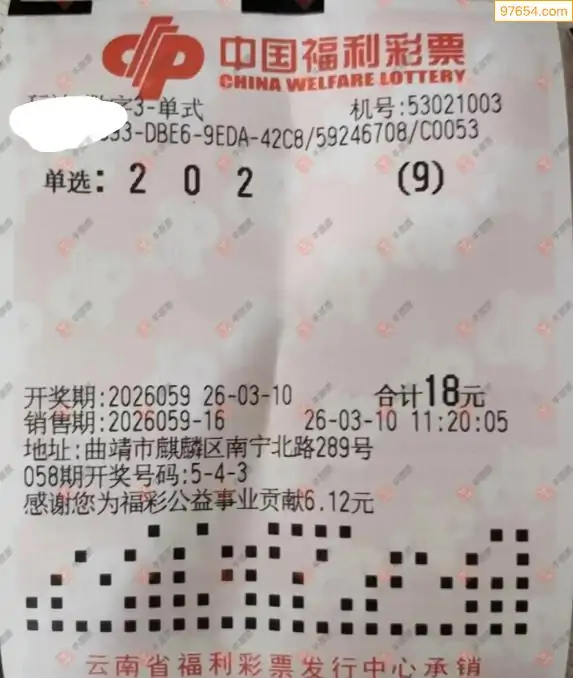 97654.com
中国福利彩票
CHINA WELFARE LOTTERY
3-单式 机号:53021003
-DBE6-9EDA-42C8/59246708/C0053
单选: 2 0 2 (9)
开奖期:2026059 26-03-10 合计18元
销售期:2026059-16 26-03-10 11:20:05
地址:曲靖市麒麟区南宁北路289号
058期开奖号码:5-4-3
感谢您为福彩公益事业贡献6.12元
云南省福利彩票发行中心承销